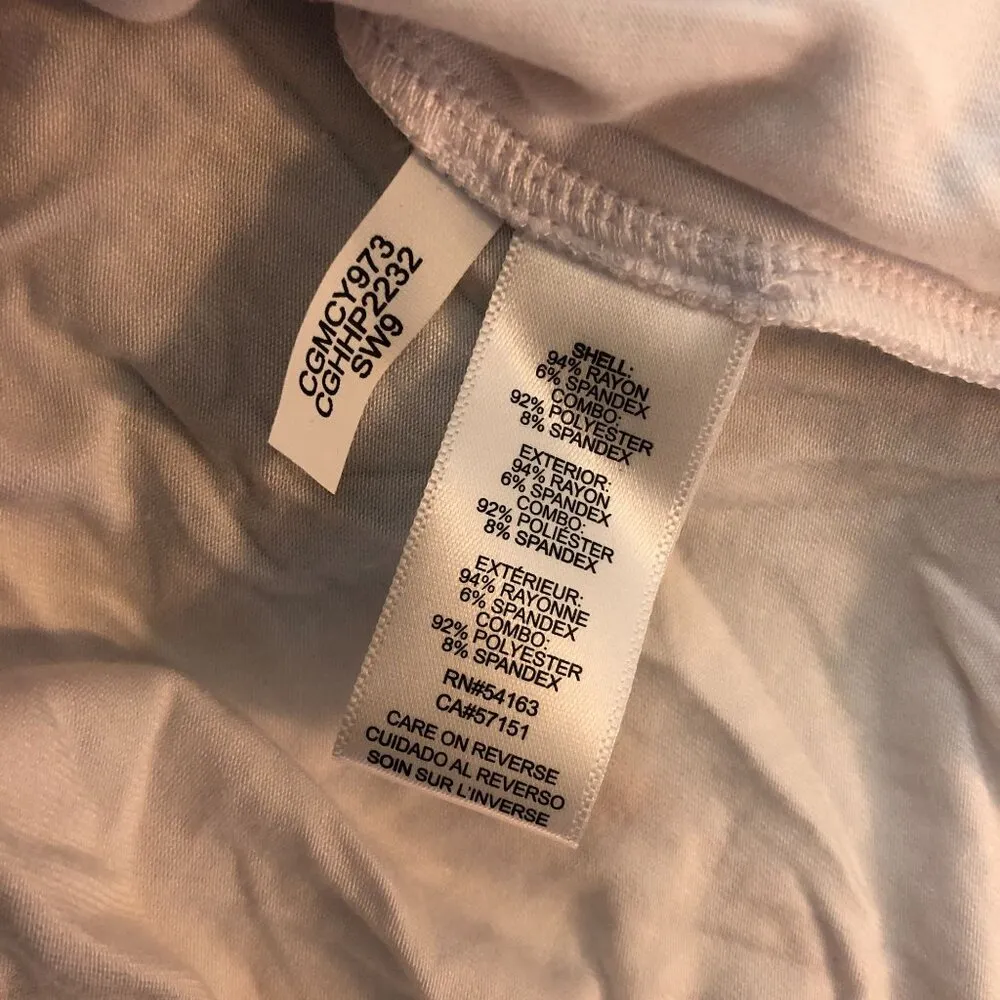 CGMCY973
CGHHP2232
SW9
SHELL:
94% RAYON
6% SPANDEX
COMBO:
92% POLYESTER
8% SPANDEX
EXTERIOR:
94% RAYON
6% SPANDEX
COMBO:
92% POLIÉSTER
8% SPANDEX
EXTÉRIEUR:
94% RAYONNE
6% SPANDEX
COMBO:
92% POLYESTER
8% SPANDEX
RN#54163
CA#57151
CARE ON REVERSE
CUIDADO AL REVERSO
SOIN SUR L'INVERSE